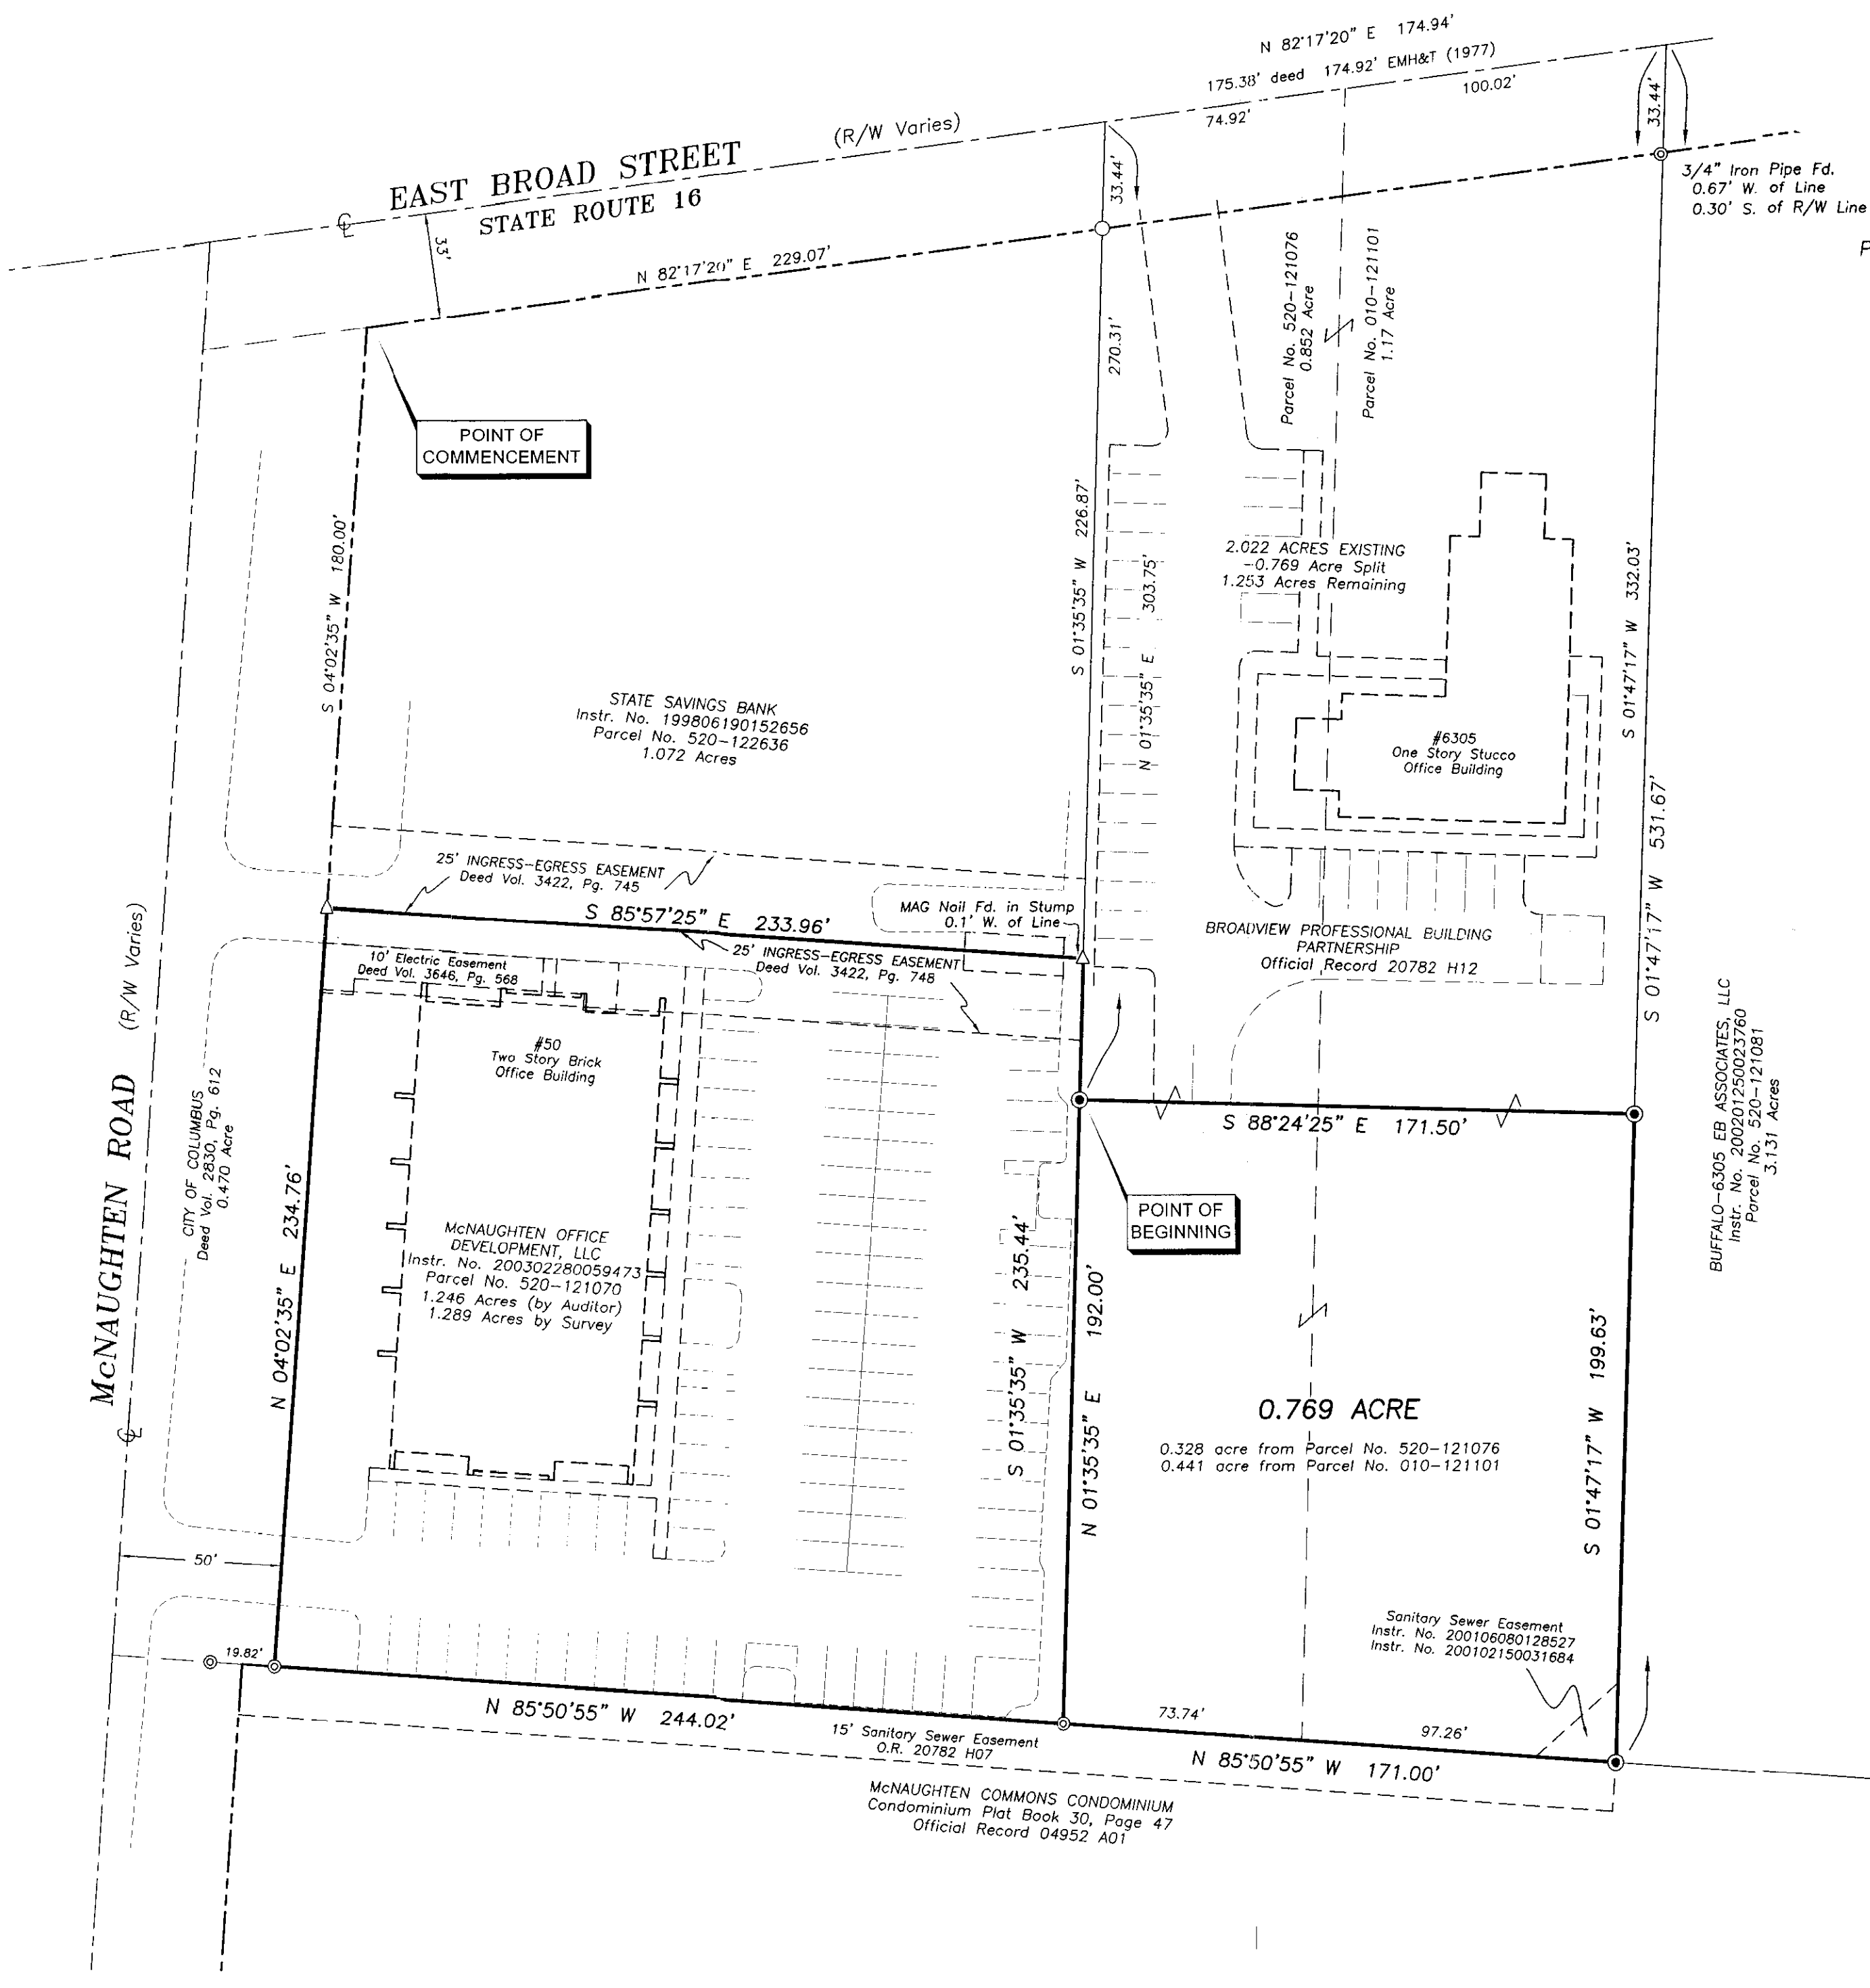 N 82°17'20" E 174.94'
175.38' deed 174.92' EMH&T (1977)
74.92'
100.02'
(R/W Varies)
EAST BROAD STREET
STATE ROUTE 16
33'
33.44'
33.44'
3/4" Iron Pipe Fd.
0.67' W. of Line
0.30' S. of R/W Line
P
N 82°17'20" E 229.07'
270.31'
Parcel No. 520-121076
0.852 Acre
Parcel No. 010-121101
1.17 Acre
POINT OF
COMMENCEMENT
S 04°02'35" W 180.00'
S 01°35'35" W 226.87'
N 01°35'35" E 303.75'
2.022 ACRES EXISTING
-0.769 Acre Split
1.253 Acres Remaining
S 01°47'17" W 332.03'
S 01°47'17" W 531.67'
STATE SAVINGS BANK
Instr. No. 199806190152656
Parcel No. 520-122636
1.072 Acres
#6305
One Story Stucco
Office Building
25' INGRESS-EGRESS EASEMENT
Deed Vol. 3422, Pg. 745
S 85°57'25" E 233.96'
MAG Nail Fd. in Stump
0.1' W. of Line
BROADVIEW PROFESSIONAL BUILDING
PARTNERSHIP
Official Record 20782 H12
10' Electric Easement
Deed Vol. 3646, Pg. 568
25' INGRESS-EGRESS EASEMENT
Deed Vol. 3422, Pg. 748
McNAUGHTEN ROAD (R/W Varies)
CITY OF COLUMBUS
Deed Vol. 2830, Pg. 612
0.470 Acre
#50
Two Story Brick
Office Building
BUFFALO-6305 EB ASSOCIATES, LLC
Instr. No. 200201250023760
Parcel No. 520-121081
3.131 Acres
S 88°24'25" E 171.50'
POINT OF
BEGINNING
N 04°02'35" E 234.76'
McNAUGHTEN OFFICE
DEVELOPMENT, LLC
Instr. No. 200302280059473
Parcel No. 520-121070
1.246 Acres (by Auditor)
1.289 Acres by Survey
S 01°35'35" W 235.44'
N 01°35'35" E 192.00'
0.769 ACRE
0.328 acre from Parcel No. 520-121076
0.441 acre from Parcel No. 010-121101
S 01°47'17" W 199.63'
50'
19.82'
Sanitary Sewer Easement
Instr. No. 200106080128527
Instr. No. 200102150031684
N 85°50'55" W 244.02'
15' Sanitary Sewer Easement
O.R. 20782 H07
73.74'
97.26'
N 85°50'55" W 171.00'
McNAUGHTEN COMMONS CONDOMINIUM
Condominium Plat Book 30, Page 47
Official Record 04952 A01